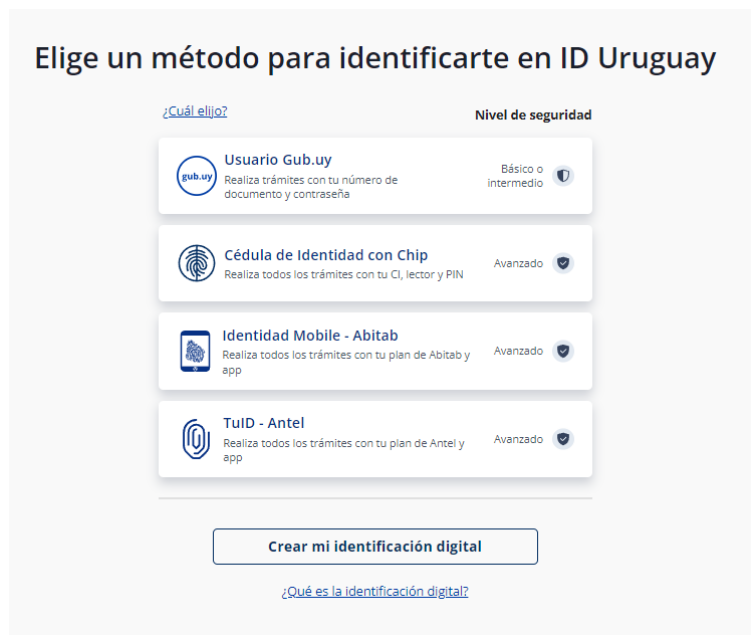 Elige un método para identificarte en ID Uruguay
¿Cuál elijo?
Nivel de seguridad
gub.uy
Usuario Gub.uy
Realiza trámites con tu número de
documento y contraseña
Básico o
intermedio
Cédula de Identidad con Chip
Realiza todos los trámites con tu CI, lector y PIN
Avanzado
Identidad Mobile - Abitab
Realiza todos los trámites con tu plan de Abitab y
app
Avanzado
TuID - Antel
Realiza todos los trámites con tu plan de Antel y
app
Avanzado
Crear mi identificación digital
¿Qué es la identificación digital?